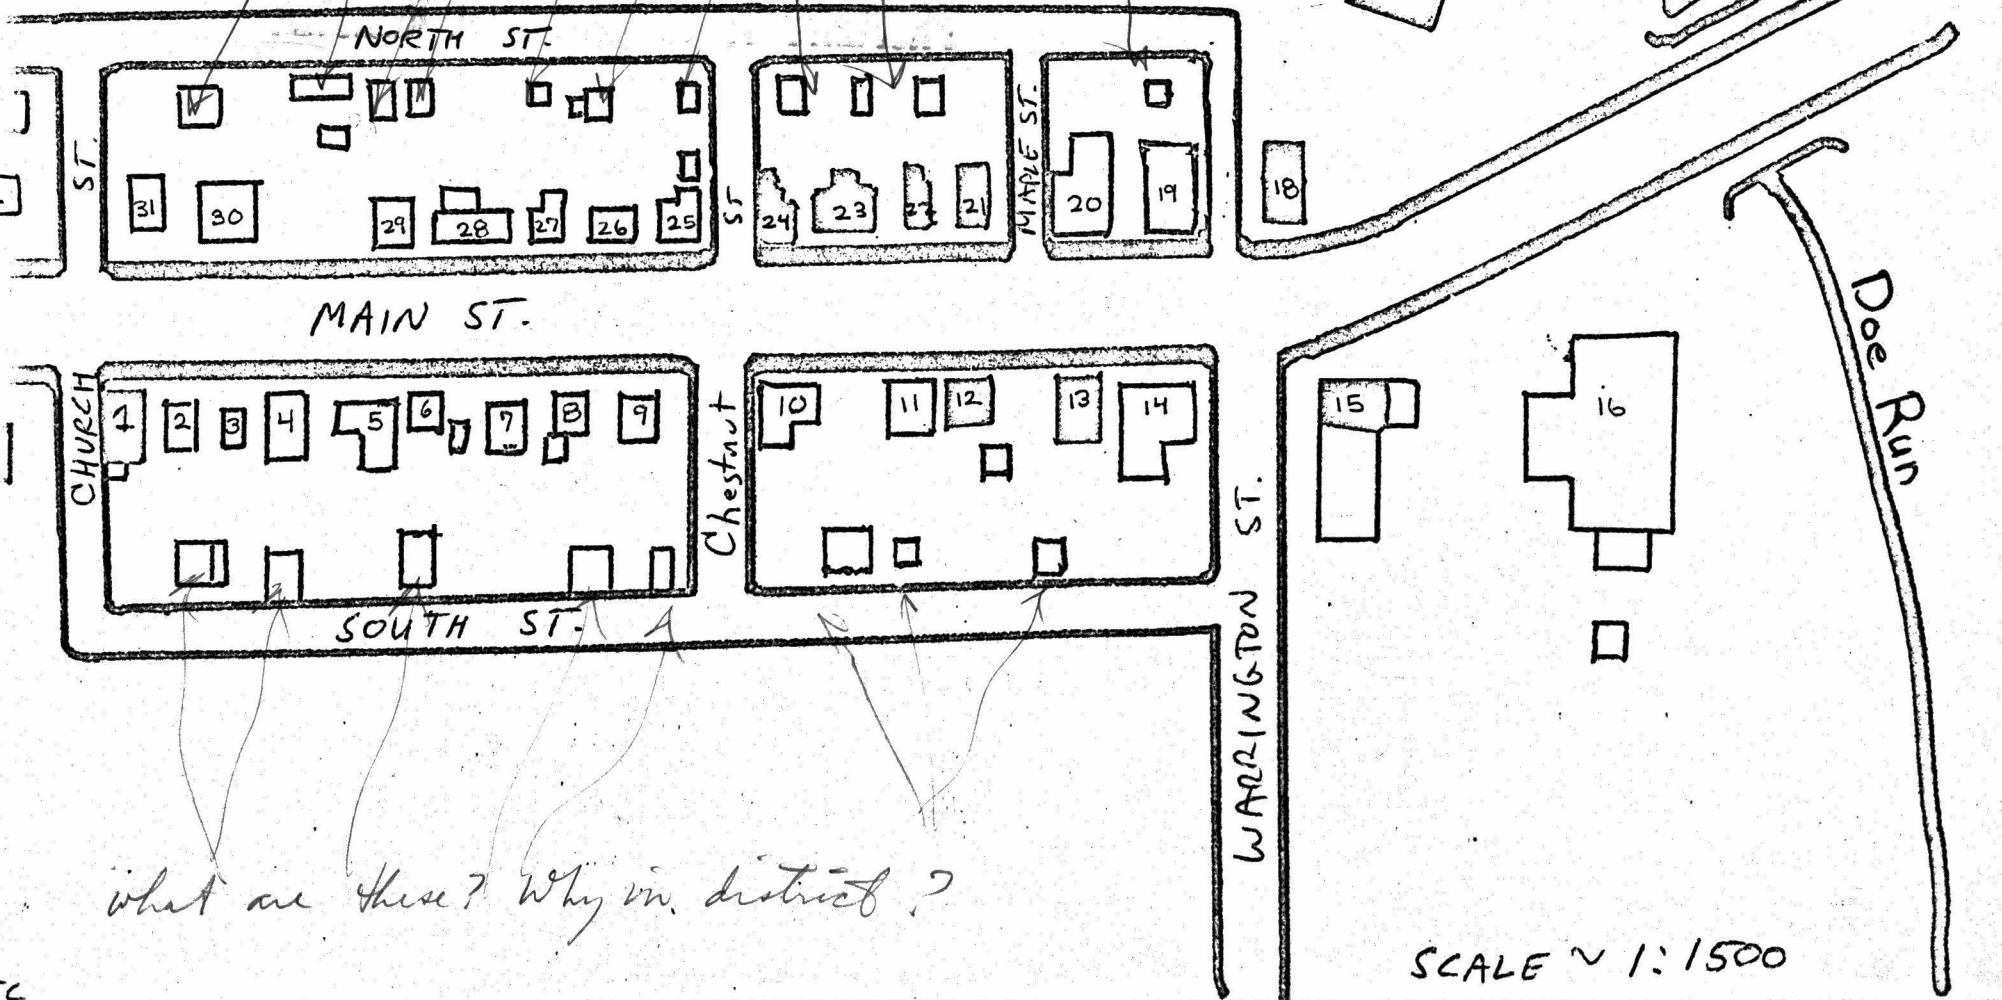 NORTH ST.
ST.
ST
MAPLE ST.
31
30
29
28
27
26
25
24
23
22
21
20
19
18
MAIN ST.
CHURCH
1
2
3
4
5
6
7
8
9
Chestnut
10
11
12
13
14
15
16
Doe Run
SOUTH ST.
WARRINGTON ST.
what are these? Why in. district?
SCALE ~ 1:1500